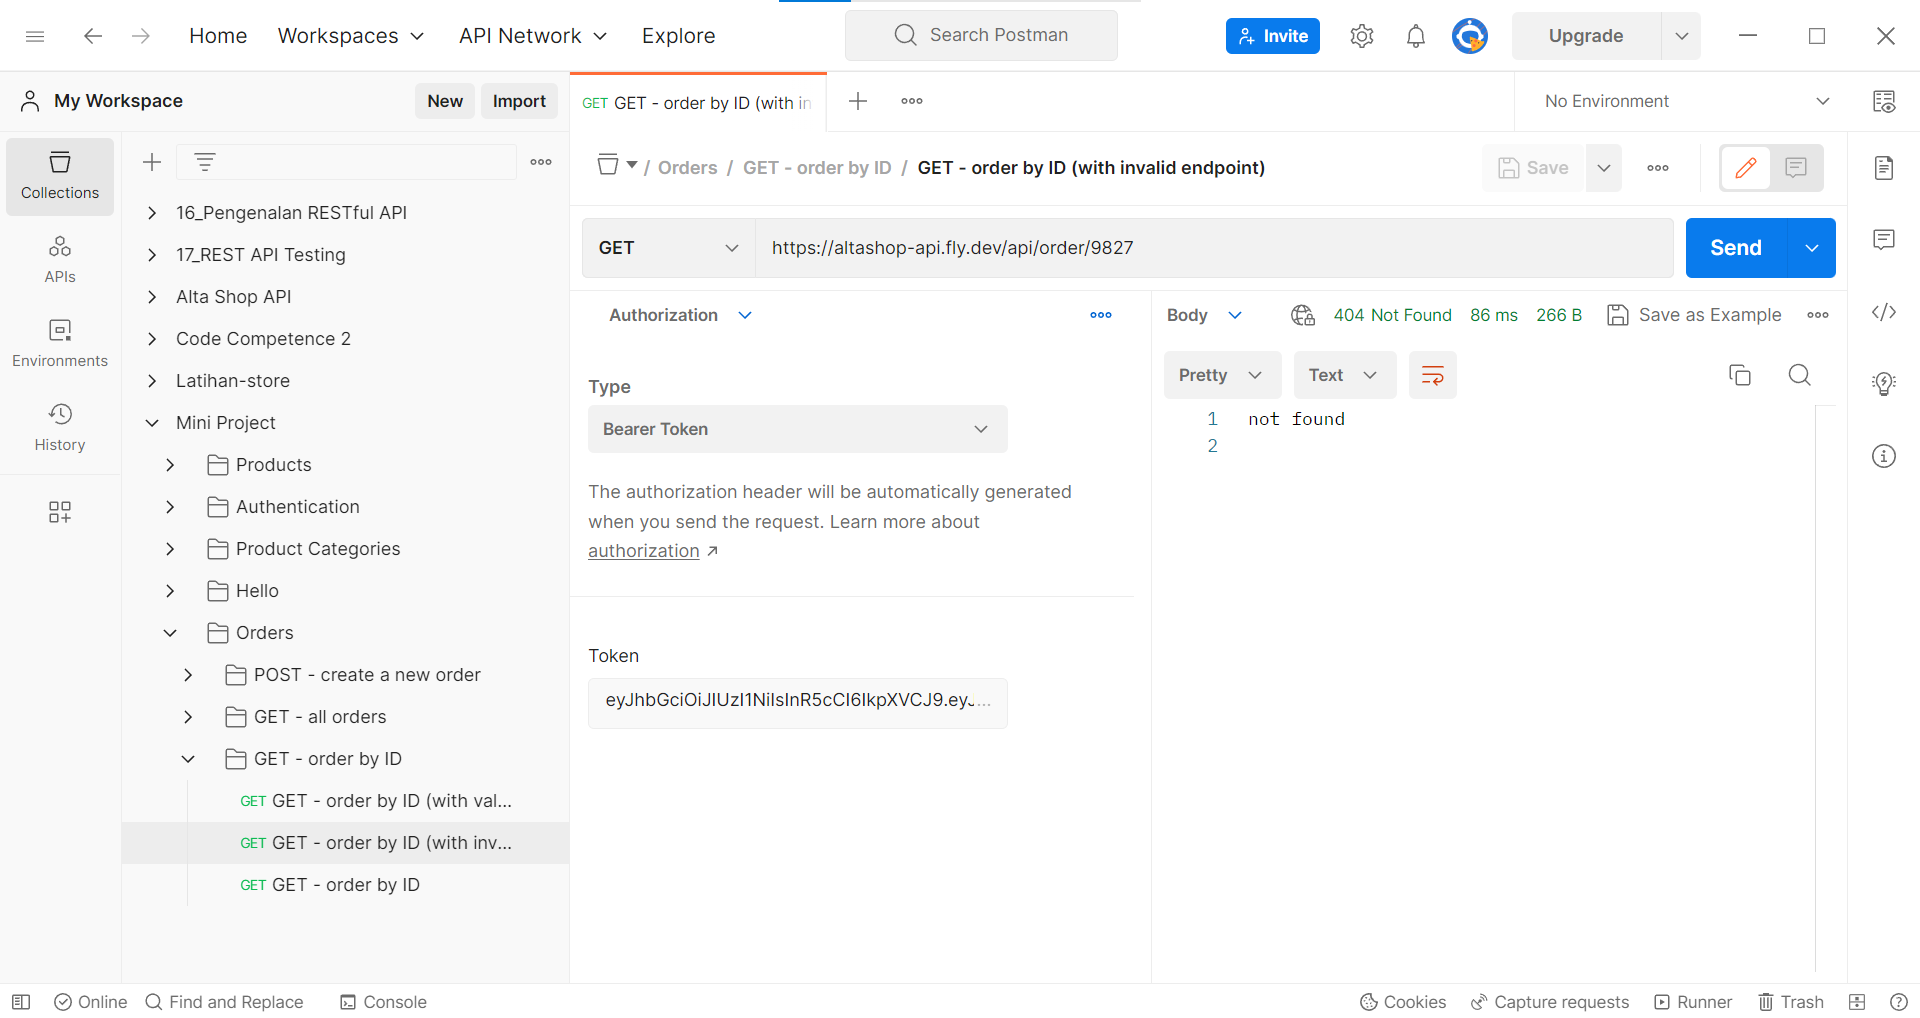 Home Workspaces API Network Explore Search Postman Invite Upgrade
My Workspace New Import
GET GET - order by ID (with in
No Environment
Collections
APIs
Environments
History
16_Pengenalan RESTful API
17_REST API Testing
Alta Shop API
Code Competence 2
Latihan-store
Mini Project
Products
Authentication
Product Categories
Hello
Orders
POST - create a new order
GET - all orders
GET - order by ID
GET GET - order by ID (with val...
GET GET - order by ID (with inv...
GET GET - order by ID
/ Orders / GET - order by ID / GET - order by ID (with invalid endpoint)
Save
GET https://altashop-api.fly.dev/api/order/9827 Send
Authorization
Type
Bearer Token
The authorization header will be automatically generated
when you send the request. Learn more about
authorization ↗
Token
eyJhbGciOiJIUzI1NiIsInR5cCI6IkpXVCJ9.eyJ...
Body 404 Not Found 86 ms 266 B Save as Example
Pretty Text
1 not found
2
Online Find and Replace Console Cookies Capture requests Runner Trash